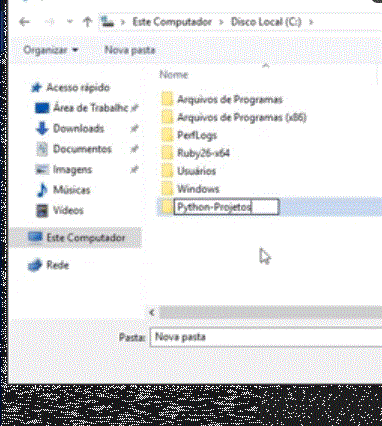 Este Computador > Disco Local (C:) >
Organizar Nova pasta
Nome
Acesso rápido
Área de Trabalho
Downloads
Documentos
Imagens
Músicas
Vídeos
Este Computador
Rede
Arquivos de Programas
Arquivos de Programas (x86)
PerfLogs
Ruby26-x64
Usuários
Windows
Python-Projetos
Pasta: Nova pasta